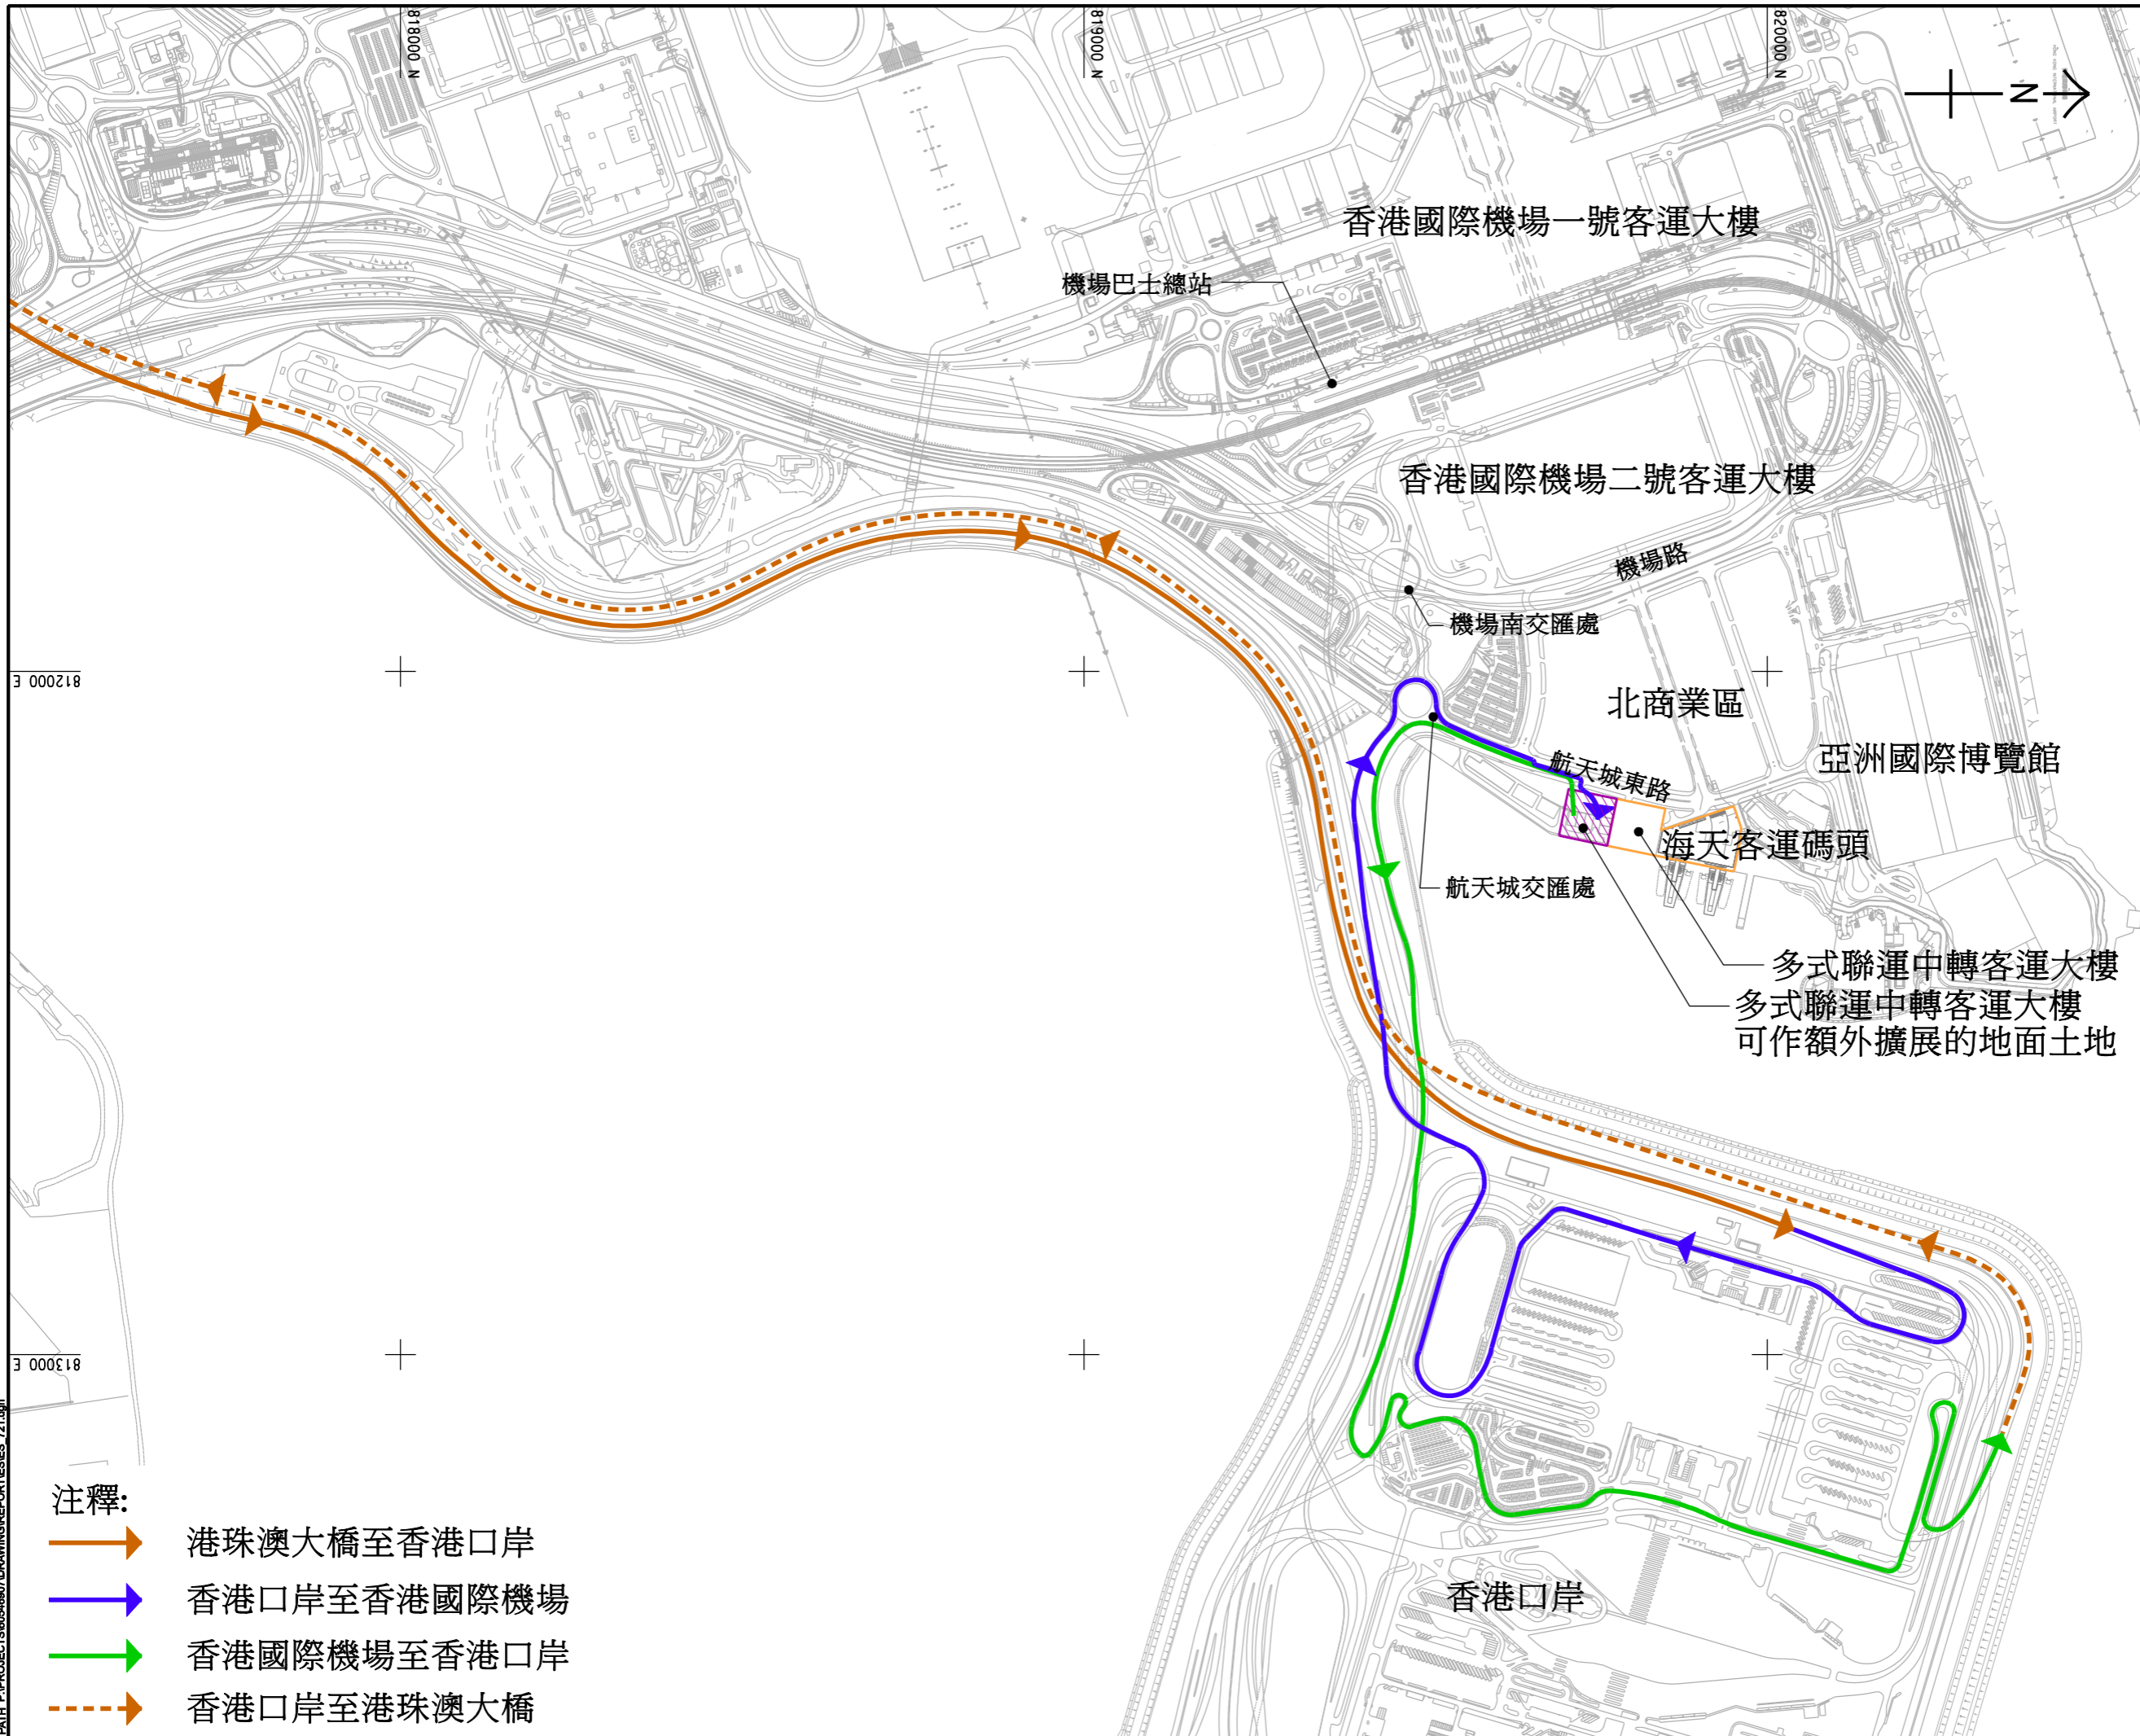 818000 N
819000 N
820000 N
N
香港國際機場一號客運大樓
機場巴士總站
香港國際機場二號客運大樓
機場路
機場南交匯處
812000 E
北商業區
亞洲國際博覽館
航天城東路
海天客運碼頭
航天城交匯處
多式聯運中轉客運大樓
多式聯運中轉客運大樓
可作額外擴展的地面土地
813000 E
注釋:
港珠澳大橋至香港口岸
香港口岸至香港國際機場
香港國際機場至香港口岸
香港口岸至港珠澳大橋
香港口岸